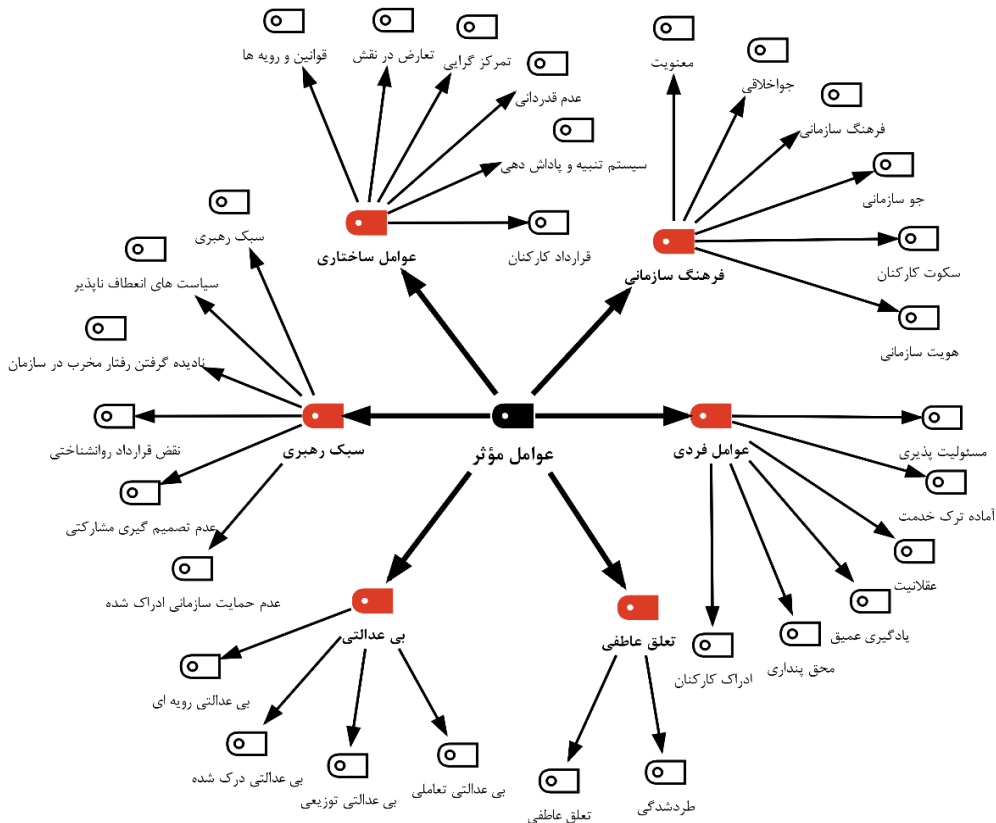 قوانین و رویه ها
تعارض در نقش
تمرکز گرایی
عدم قدردانی
سیستم تنبیه و پاداش دهی
قرارداد کارکنان
عوامل ساختاری
معنویت
جواخلاقی
فرهنگ سازمانی
جو سازمانی
سکوت کارکنان
هویت سازمانی
فرهنگ سازمانی
سبک رهبری
سیاست های انعطاف ناپذیر
نادیده گرفتن رفتار مخرب در سازمان
نقض قرارداد روانشناختی
عدم تصمیم گیری مشارکتی
عدم حمایت سازمانی ادراک شده
سبک رهبری
عوامل مؤثر
عوامل فردی
مسئولیت پذیری
آماده ترک خدمت
عقلانیت
یادگیری عمیق
محق پنداری
ادراک کارکنان
بی عدالتی
بی عدالتی رویه ای
بی عدالتی درک شده
بی عدالتی توزیعی
بی عدالتی تعاملی
تعلق عاطفی
تعلق عاطفی
طردشدگی